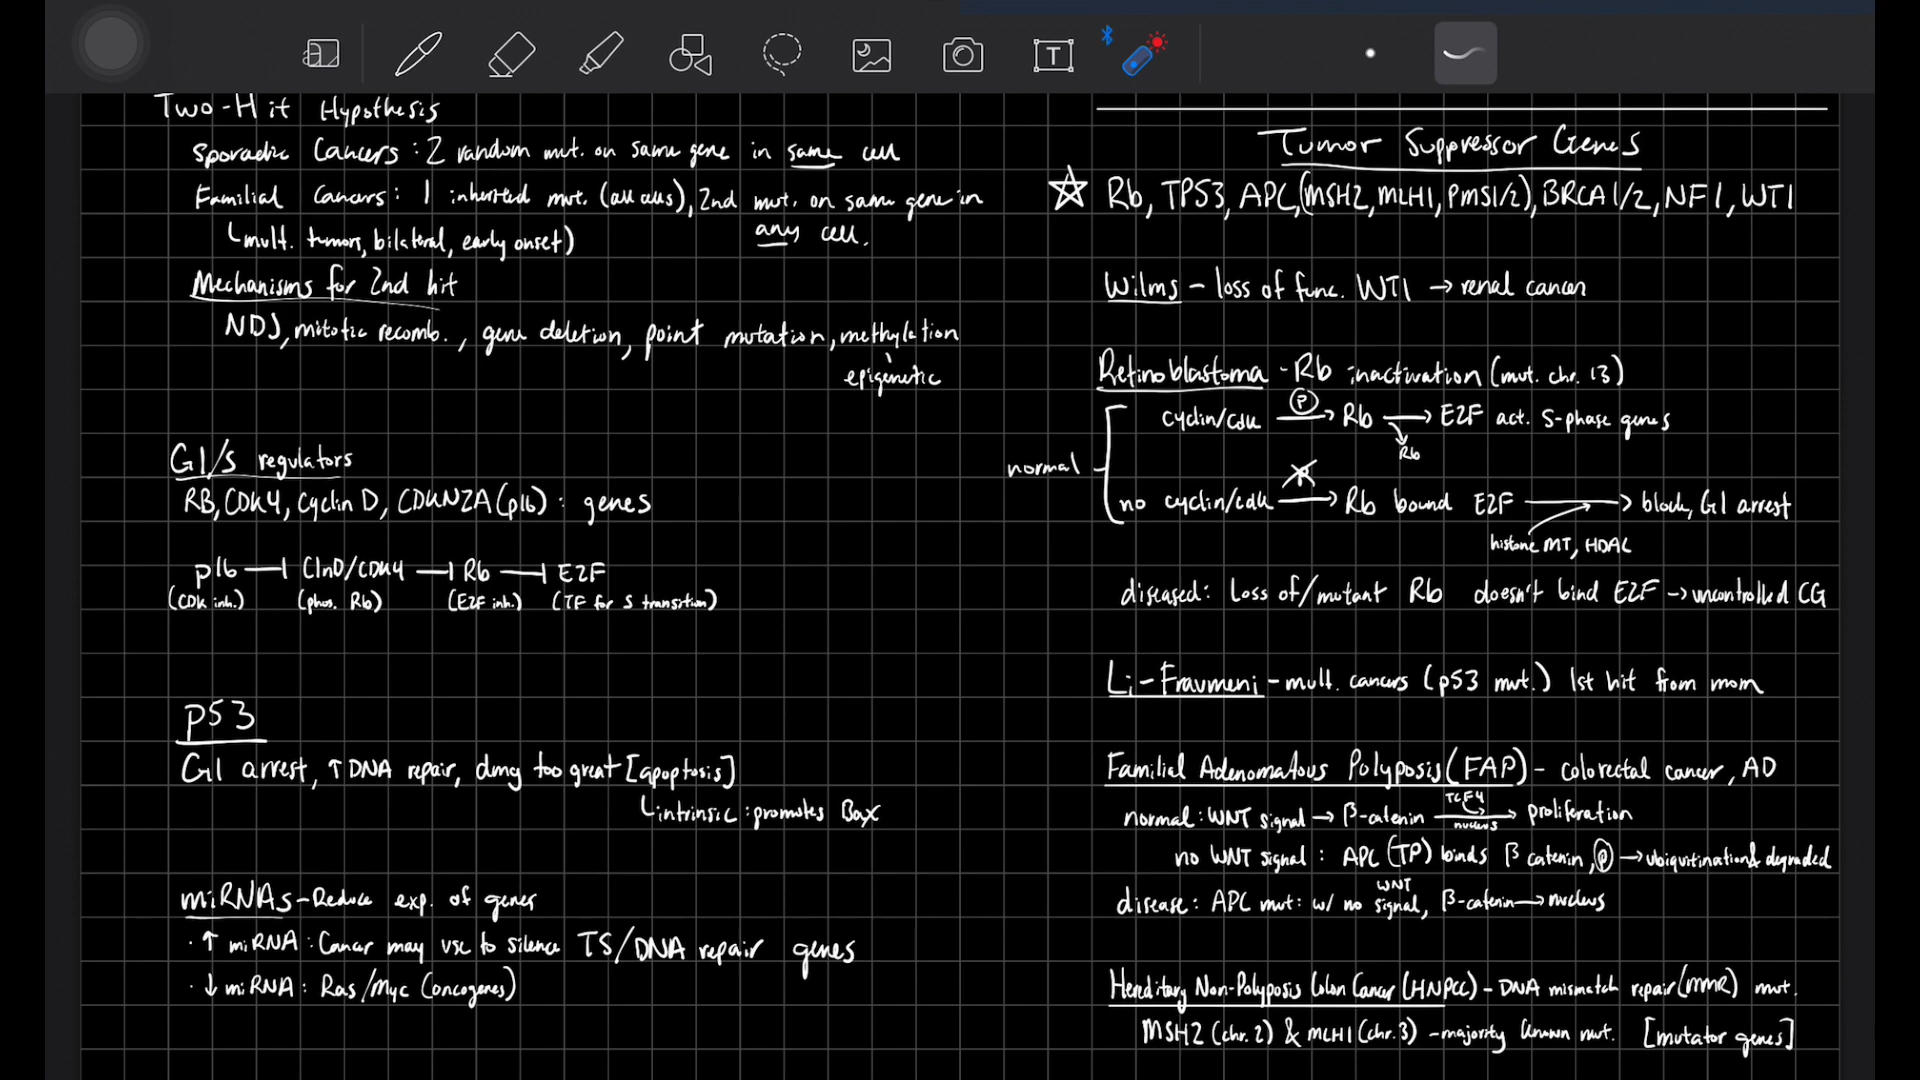 Two-Hit Hypothesis
Sporadic Cancers: 2 random mut. on same gene in same cell
Familial Cancers: 1 inherited mut. (all cells), 2nd mut. on same gene in
any cell.
(mult. tumors, bilateral, early onset)
Mechanisms for 2nd hit
NDJ, mitotic recomb., gene deletion, point mutation, methylation
epigenetic
G1/S regulators
RB, CDK4, Cyclin D, CDKN2A (p16): genes
p16 ⊣ ClnD/CDK4 ⊣ Rb ⊣ E2F
(CDK inh.) (phos. Rb) (E2F inh.) (TF for S transition)
p53
G1 arrest, ↑ DNA repair, dmg too great [apoptosis]
intrinsic: promotes Bax
miRNAs - Reduce exp. of genes
· ↑ miRNA: Cancer may use to silence TS/DNA repair genes
· ↓ miRNA: Ras/Myc (oncogenes)
Tumor Suppressor Genes
☆ Rb, TP53, APC, (MSH2, MLH1, PMS1/2), BRCA1/2, NF1, WT1
Wilms - loss of func. WT1 → renal cancer
Retinoblastoma - Rb inactivation (mut. chr. 13)
normal
cyclin/cdk Ⓟ→ Rb → E2F act. S-phase genes
Rb
no cyclin/cdk → Rb bound E2F → block, G1 arrest
histone MT, HDAC
diseased: Loss of/mutant Rb doesn't bind E2F → uncontrolled CG
Li-Fraumeni - mult. cancers (p53 mut.) 1st hit from mom
Familial Adenomatous Polyposis (FAP) - colorectal cancer, AD
normal: WNT signal → β-catenin TCF4 nucleus → proliferation
no WNT signal: APC (TP) binds β catenin, Ⓟ → ubiquitination & degraded
disease: APC mut: w/ no WNT signal, β-catenin → nucleus
Hereditary Non-Polyposis Colon Cancer (HNPCC) - DNA mismatch repair (MMR) mut.
MSH2 (chr. 2) & MLH1 (chr. 3) - majority known mut. [mutator genes]